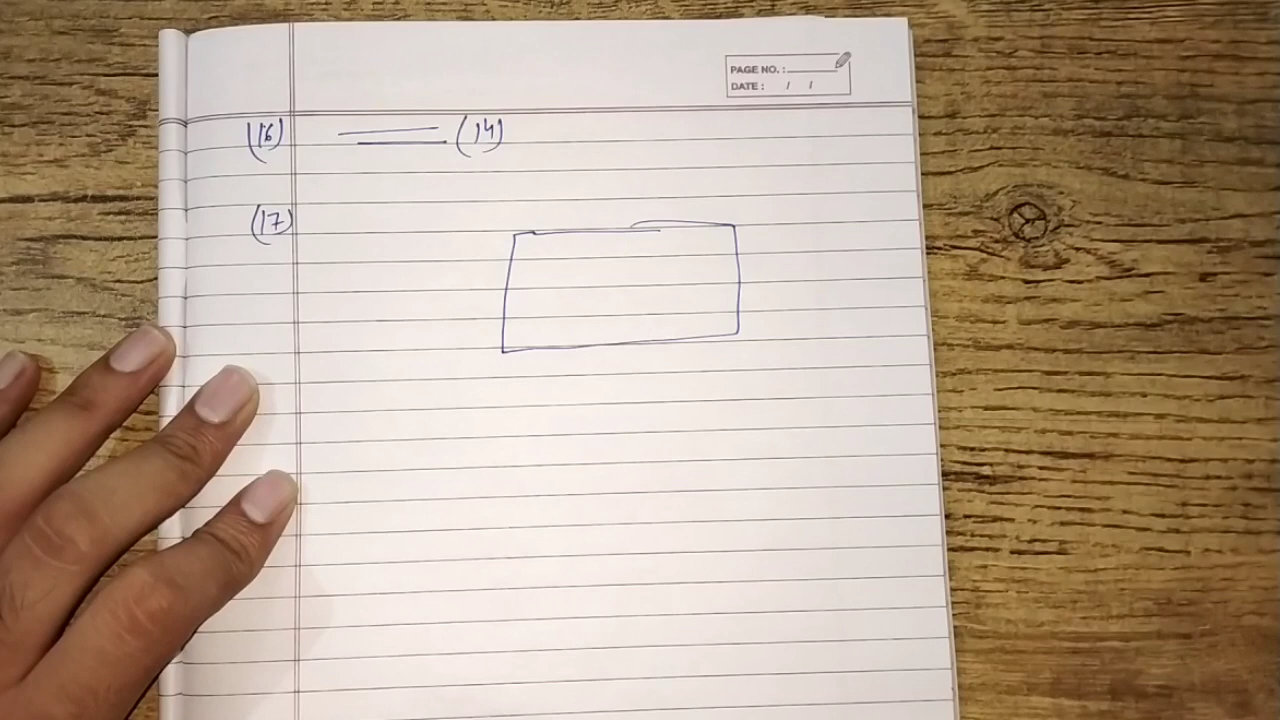 PAGE NO. :
DATE : / /
(16) (14)
(17)